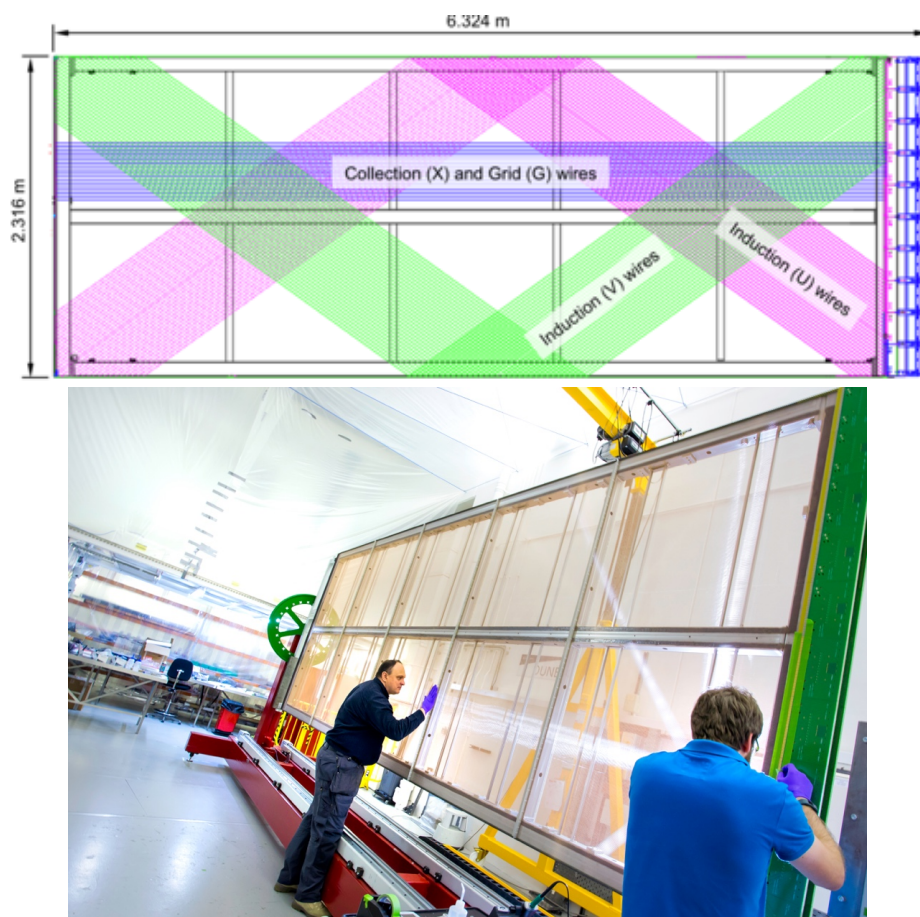 6.324 m
2.316 m
Collection (X) and Grid (G) wires
Induction (V) wires
Induction (U) wires